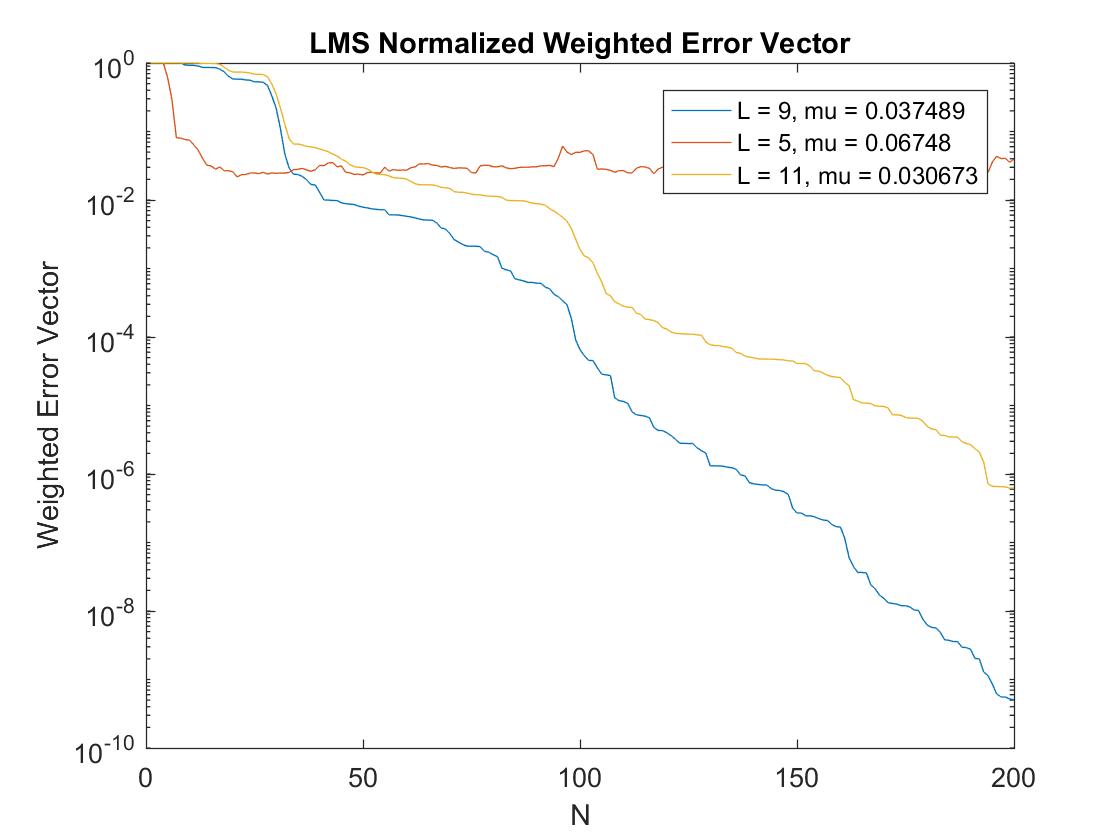 LMS Normalized Weighted Error Vector
10^0
10^-2
10^-4
10^-6
10^-8
10^-10
Weighted Error Vector
L = 9, mu = 0.037489
L = 5, mu = 0.06748
L = 11, mu = 0.030673
0 50 100 150 200
N